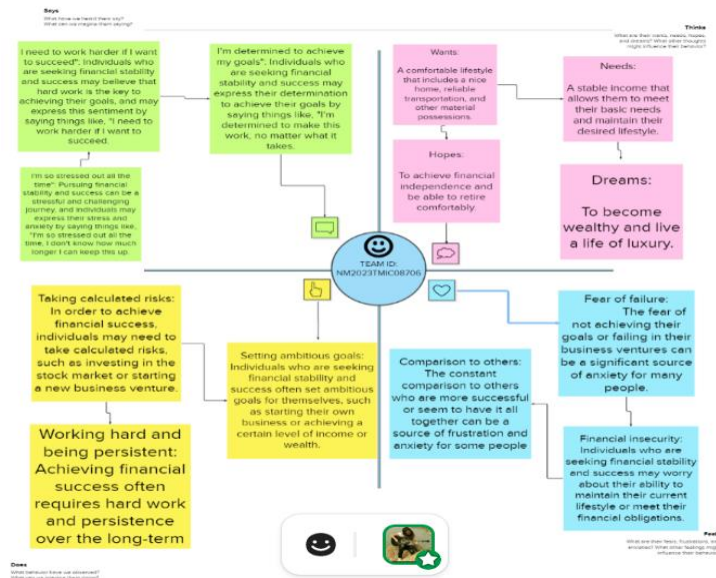 Says
What have we heard them say?
What can we imagine them saying?
I need to work harder if I want
to succeed": Individuals who
are seeking financial stability
and success may believe that
hard work is the key to
achieving their goals, and may
express this sentiment by
saying things like, "I need to
work harder if I want to
succeed.
I'm determined to achieve
my goals": Individuals who
are seeking financial
stability and success may
express their determination
to achieve their goals by
saying things like, "I'm
determined to make this
work, no matter what it
takes.
I'm so stressed out all the
time": Pursuing financial
stability and success can be a
stressful and challenging
journey, and individuals may
express their stress and
anxiety by saying things like,
"I'm so stressed out all the
time, I don't know how much
longer I can keep this up.
Thinks
What are their wants, needs, hopes,
and dreams? What other thoughts
might influence their behavior?
Wants:
A comfortable lifestyle
that includes a nice
home, reliable
transportation, and
other material
possessions.
Needs:
A stable income that
allows them to meet
their basic needs
and maintain their
desired lifestyle.
Hopes:
To achieve financial
independence and
be able to retire
comfortably.
Dreams:
To become
wealthy and live
a life of luxury.
TEAM ID:
NM2023TMIC08706
Taking calculated risks:
In order to achieve
financial success,
individuals may need to
take calculated risks,
such as investing in the
stock market or starting
a new business venture.
Setting ambitious goals:
Individuals who are seeking
financial stability and
success often set ambitious
goals for themselves, such
as starting their own
business or achieving a
certain level of income or
wealth.
Working hard and
being persistent:
Achieving financial
success often
requires hard work
and persistence
over the long-term
Does
What behavior have we observed?
Fear of failure:
The fear of
not achieving their
goals or failing in their
business ventures can
be a significant source
of anxiety for many
people.
Comparison to others:
The constant
comparison to others
who are more successful
or seem to have it all
together can be a
source of frustration and
anxiety for some people
Financial insecurity:
Individuals who are
seeking financial stability
and success may worry
about their ability to
maintain their current
lifestyle or meet their
financial obligations.
What are their fears, frustrations,
anxieties? What other feelings
influence their